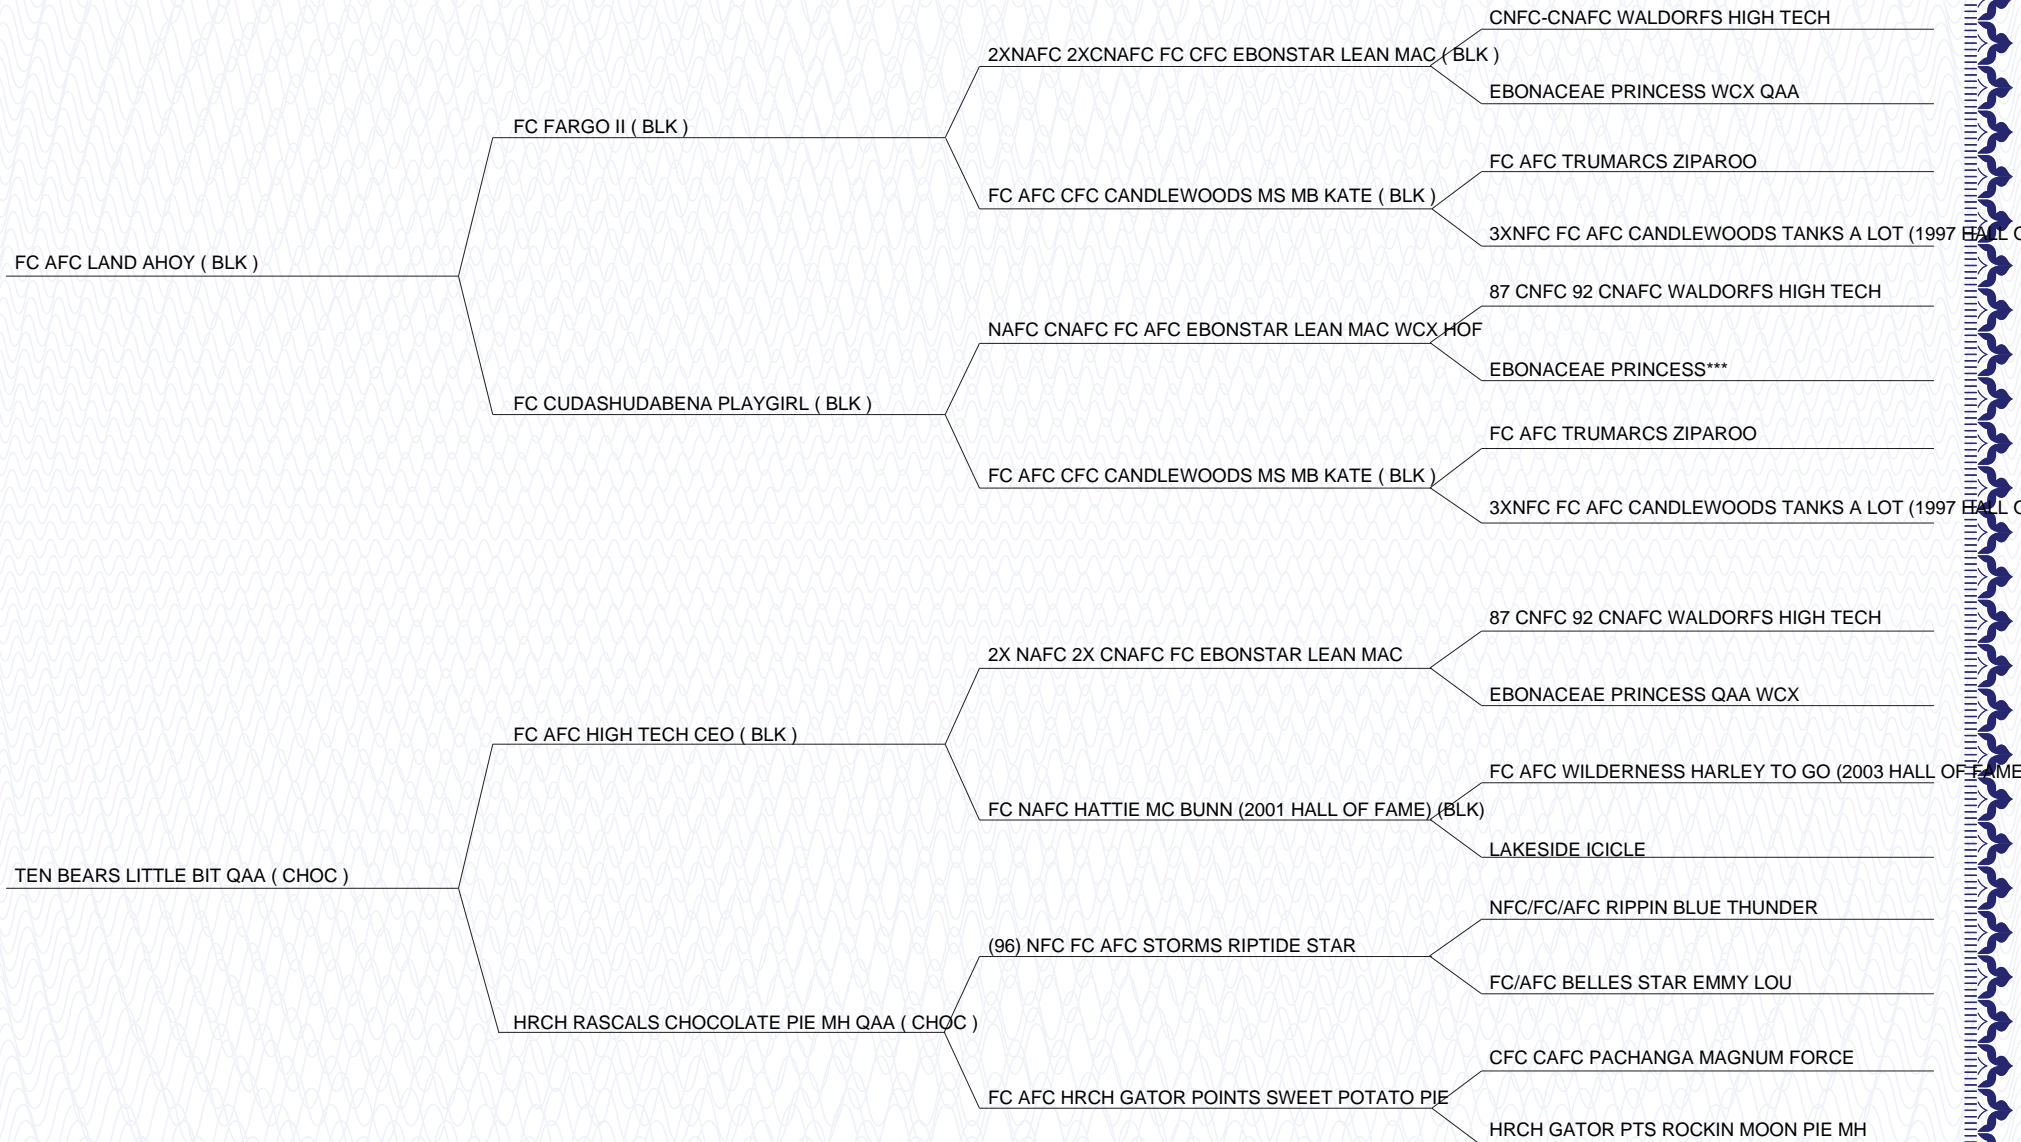 CNFC-CNAFC WALDORFS HIGH TECH
2XNAFC 2XCNAFC FC CFC EBONSTAR LEAN MAC ( BLK )
EBONACEAE PRINCESS WCX QAA
FC FARGO II ( BLK )
FC AFC TRUMARCS ZIPAROO
FC AFC CFC CANDLEWOODS MS MB KATE ( BLK )
3XNFC FC AFC CANDLEWOODS TANKS A LOT (1997 HALL O
FC AFC LAND AHOY ( BLK )
87 CNFC 92 CNAFC WALDORFS HIGH TECH
NAFC CNAFC FC AFC EBONSTAR LEAN MAC WCX HOF
EBONACEAE PRINCESS***
FC CUDASHUDABENA PLAYGIRL ( BLK )
FC AFC TRUMARCS ZIPAROO
FC AFC CFC CANDLEWOODS MS MB KATE ( BLK )
3XNFC FC AFC CANDLEWOODS TANKS A LOT (1997 HALL O
87 CNFC 92 CNAFC WALDORFS HIGH TECH
2X NAFC 2X CNAFC FC EBONSTAR LEAN MAC
EBONACEAE PRINCESS QAA WCX
FC AFC HIGH TECH CEO ( BLK )
FC AFC WILDERNESS HARLEY TO GO (2003 HALL OF FAME
FC NAFC HATTIE MC BUNN (2001 HALL OF FAME) (BLK)
LAKESIDE ICICLE
TEN BEARS LITTLE BIT QAA ( CHOC )
NFC/FC/AFC RIPPIN BLUE THUNDER
(96) NFC FC AFC STORMS RIPTIDE STAR
FC/AFC BELLES STAR EMMY LOU
HRCH RASCALS CHOCOLATE PIE MH QAA ( CHOC )
CFC CAFC PACHANGA MAGNUM FORCE
FC AFC HRCH GATOR POINTS SWEET POTATO PIE
HRCH GATOR PTS ROCKIN MOON PIE MH